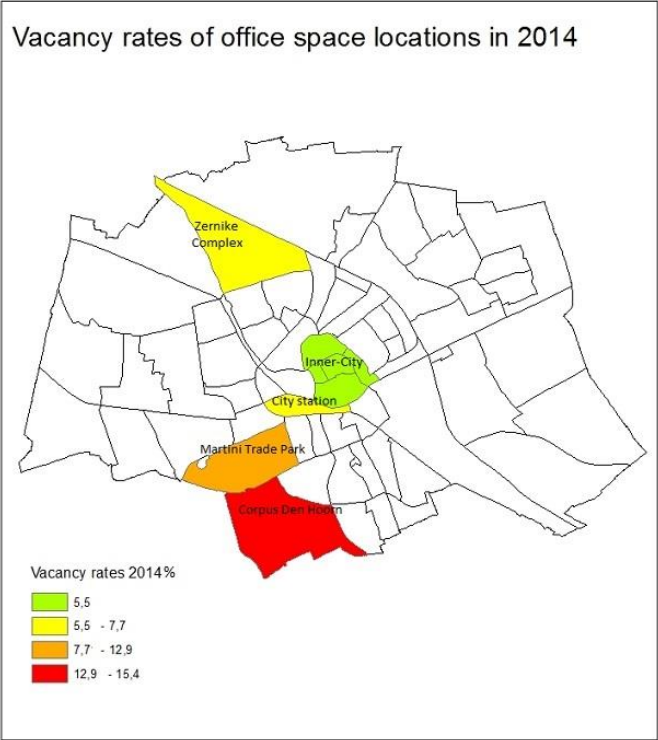 Vacancy rates of office space locations in 2014
Zernike
Complex
Inner-City
City station
Martini Trade Park
Corpus Den Hoorn
Vacancy rates 2014%
5,5
5,5 - 7,7
7,7 - 12,9
12,9 - 15,4